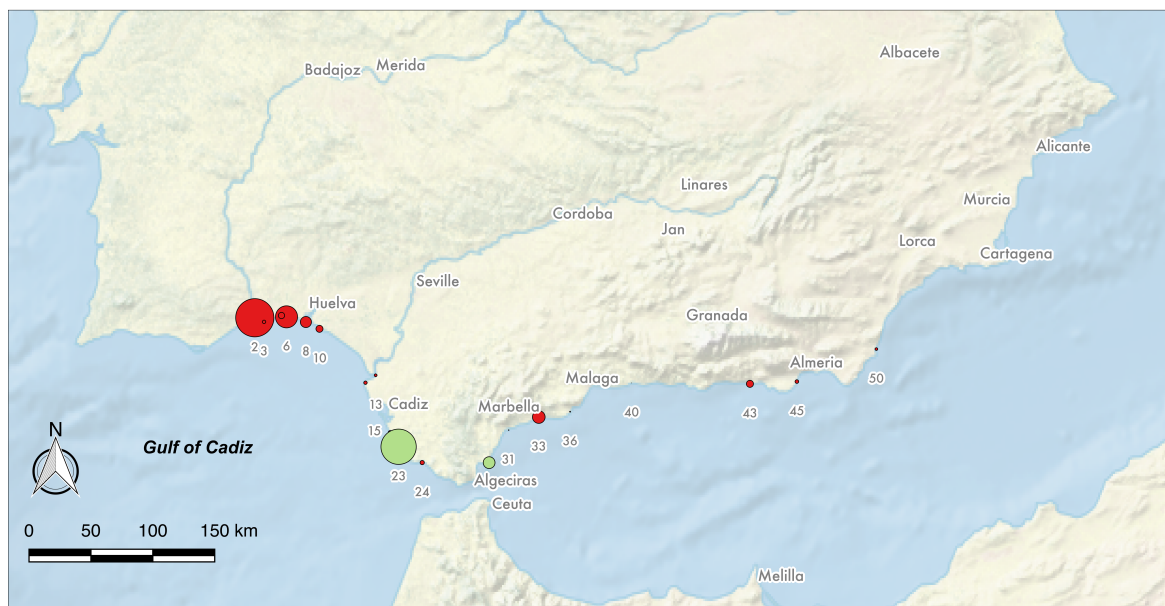 Albacete
Merida
Badajoz
Alicante
Linares
Murcia
Cordoba
Jan
Lorca
Cartagena
Seville
Huelva
Granada
2
3
6
8
10
Almeria
Malaga
50
13
Cadiz
Marbella
40
43
45
15
33
36
Gulf of Cadiz
N
31
23
Algeciras
24
Ceuta
0
50
100
150 km
Melilla